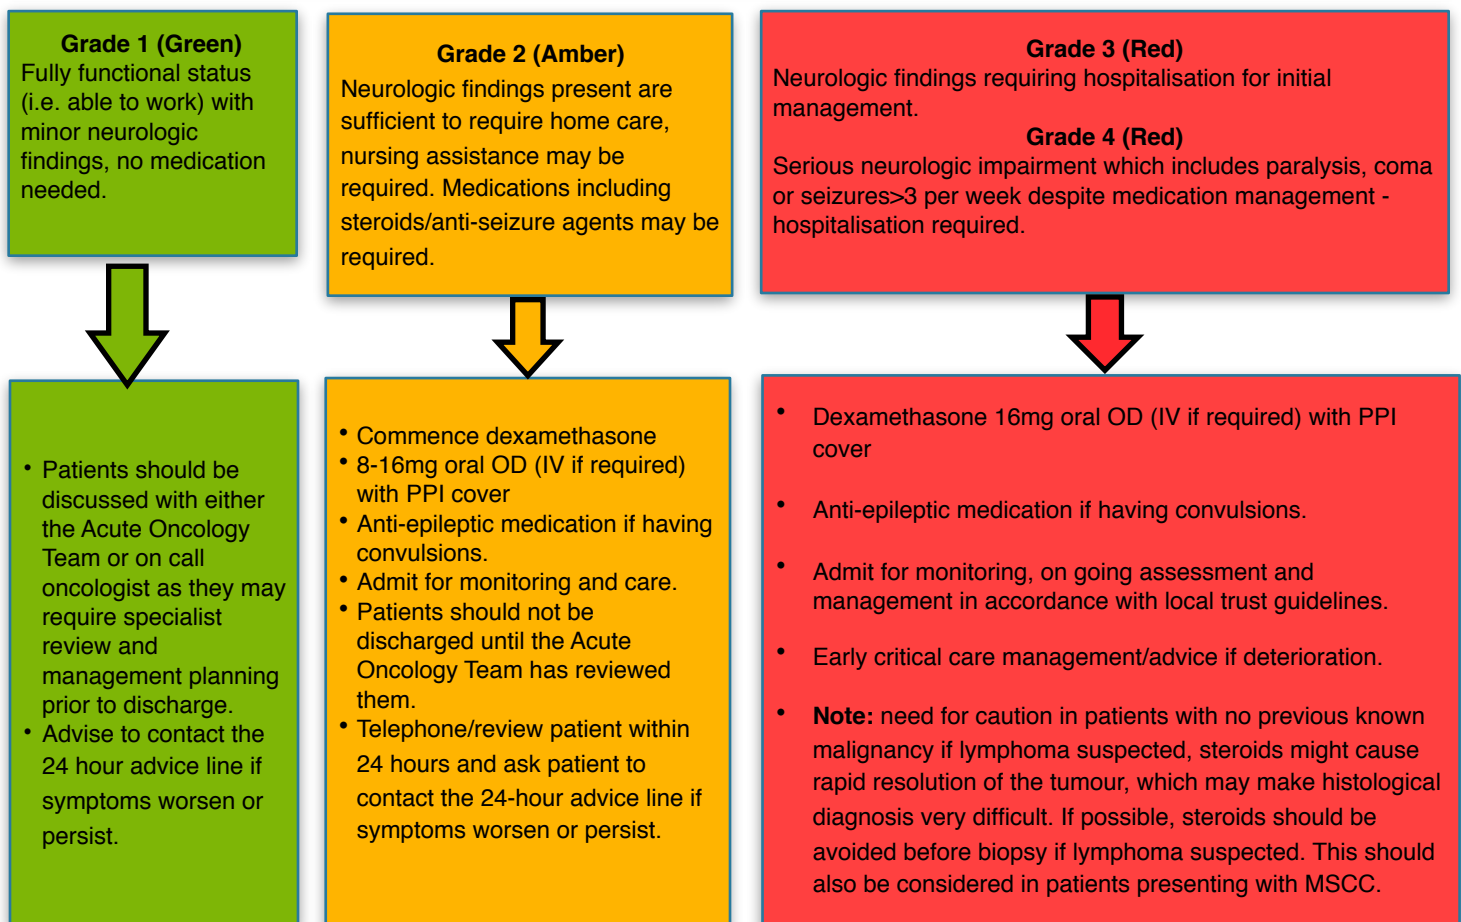 Grade 1 (Green)
Fully functional status
(i.e. able to work) with
minor neurologic
findings, no medication
needed.
Grade 2 (Amber)
Neurologic findings present are
sufficient to require home care,
nursing assistance may be
required. Medications including
steroids/anti-seizure agents may be
required.
Grade 3 (Red)
Neurologic findings requiring hospitalisation for initial
management.
Grade 4 (Red)
Serious neurologic impairment which includes paralysis, coma
or seizures>3 per week despite medication management -
hospitalisation required.
• Patients should be
discussed with either
the Acute Oncology
Team or on call
oncologist as they may
require specialist
review and
management planning
prior to discharge.
• Advise to contact the
24 hour advice line if
symptoms worsen or
persist.
• Commence dexamethasone
• 8-16mg oral OD (IV if required)
with PPI cover
• Anti-epileptic medication if having
convulsions.
• Admit for monitoring and care.
• Patients should not be
discharged until the Acute
Oncology Team has reviewed
them.
• Telephone/review patient within
24 hours and ask patient to
contact the 24-hour advice line if
symptoms worsen or persist.
• Dexamethasone 16mg oral OD (IV if required) with PPI
cover
• Anti-epileptic medication if having convulsions.
• Admit for monitoring, on going assessment and
management in accordance with local trust guidelines.
• Early critical care management/advice if deterioration.
• Note: need for caution in patients with no previous known
malignancy if lymphoma suspected, steroids might cause
rapid resolution of the tumour, which may make histological
diagnosis very difficult. If possible, steroids should be
avoided before biopsy if lymphoma suspected. This should
also be considered in patients presenting with MSCC.